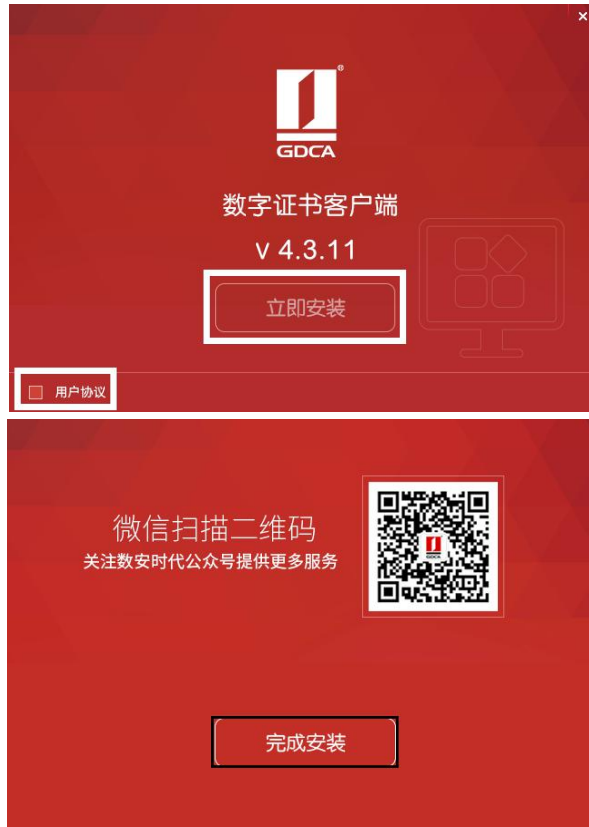 ®
GDCA
数字证书客户端
v 4.3.11
立即安装
用户协议
微信扫描二维码
关注数安时代公众号提供更多服务
GDCA
完成安装